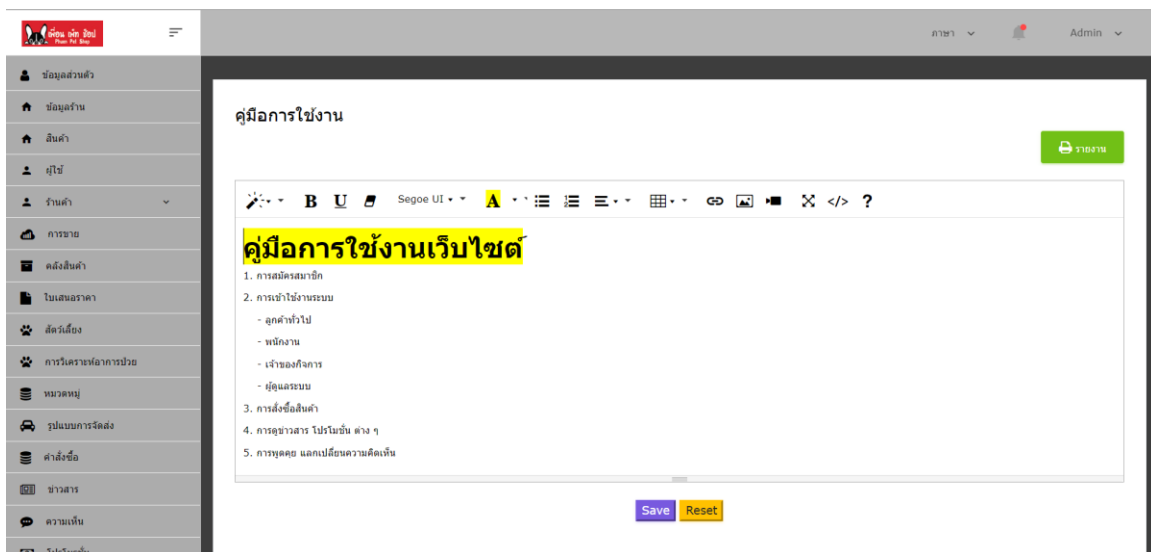 เพื่อน พ้ก ช้อป
ภาษา
Admin
ข้อมูลส่วนตัว
ข้อมูลร้าน
สินค้า
ผู้ใช้
ร้านค้า
การขาย
คลังสินค้า
ใบเสนอราคา
สัตว์เลี้ยง
การวิเคราะห์อาการป่วย
หมวดหมู่
รูปแบบการจัดส่ง
คำสั่งซื้อ
ข่าวสาร
ความเห็น
โปรโมชั่น
คู่มือการใช้งาน
รายงาน
B U Segoe UI A </> ?
คู่มือการใช้งานเว็บไซต์
1. การสมัครสมาชิก
2. การเข้าใช้งานระบบ
- ลูกค้าทั่วไป
- พนักงาน
- เจ้าของกิจการ
- ผู้ดูแลระบบ
3. การสั่งซื้อสินค้า
4. การดูข่าวสาร โปรโมชั่น ต่าง ๆ
5. การพูดคุย แลกเปลี่ยนความคิดเห็น
Save Reset